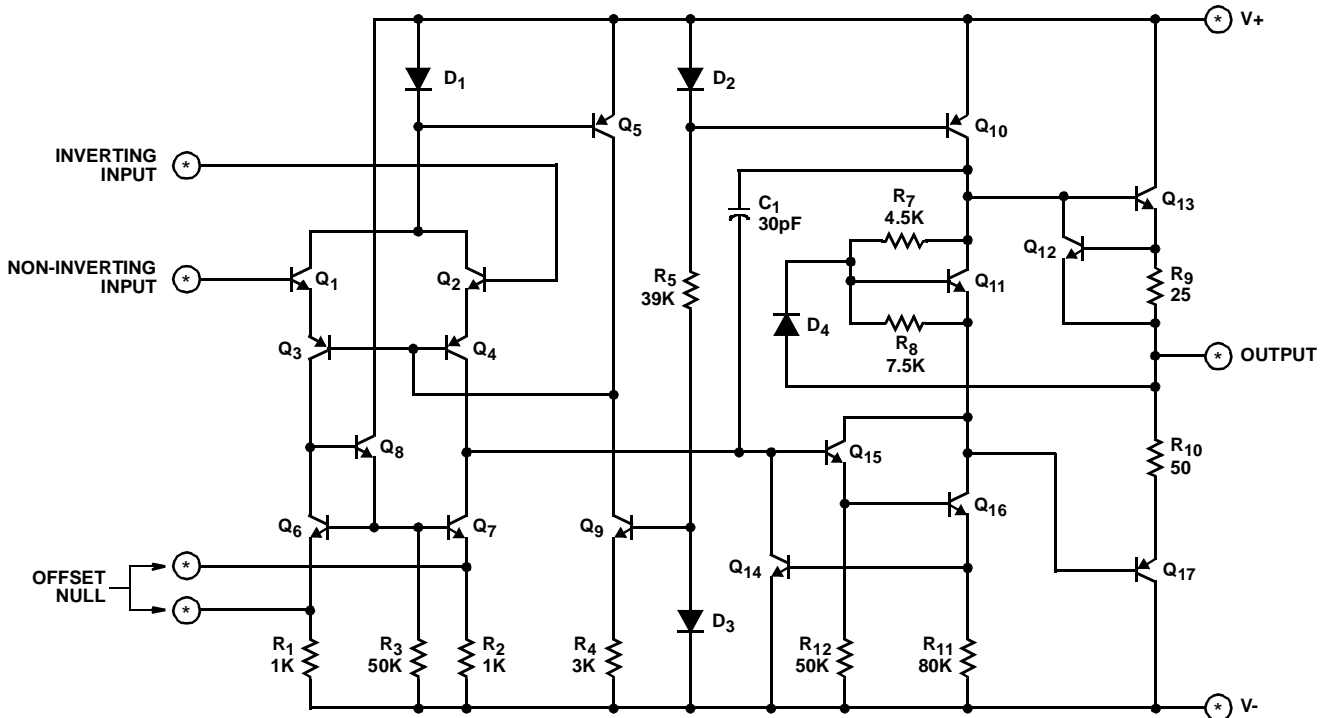 V+
D1
D2
Q5
Q10
INVERTING
INPUT
C1
30pF
R7
4.5K
Q13
Q12
NON-INVERTING
INPUT
Q1
Q2
R5
39K
Q11
R9
25
D4
R8
7.5K
Q3
Q4
OUTPUT
Q8
Q15
R10
50
Q6
Q7
Q9
Q16
OFFSET
NULL
Q14
Q17
D3
R1
1K
R3
50K
R2
1K
R4
3K
R12
50K
R11
80K
V-